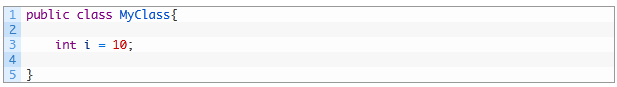 1 public class MyClass{
2
3     int i = 10;
4
5 }